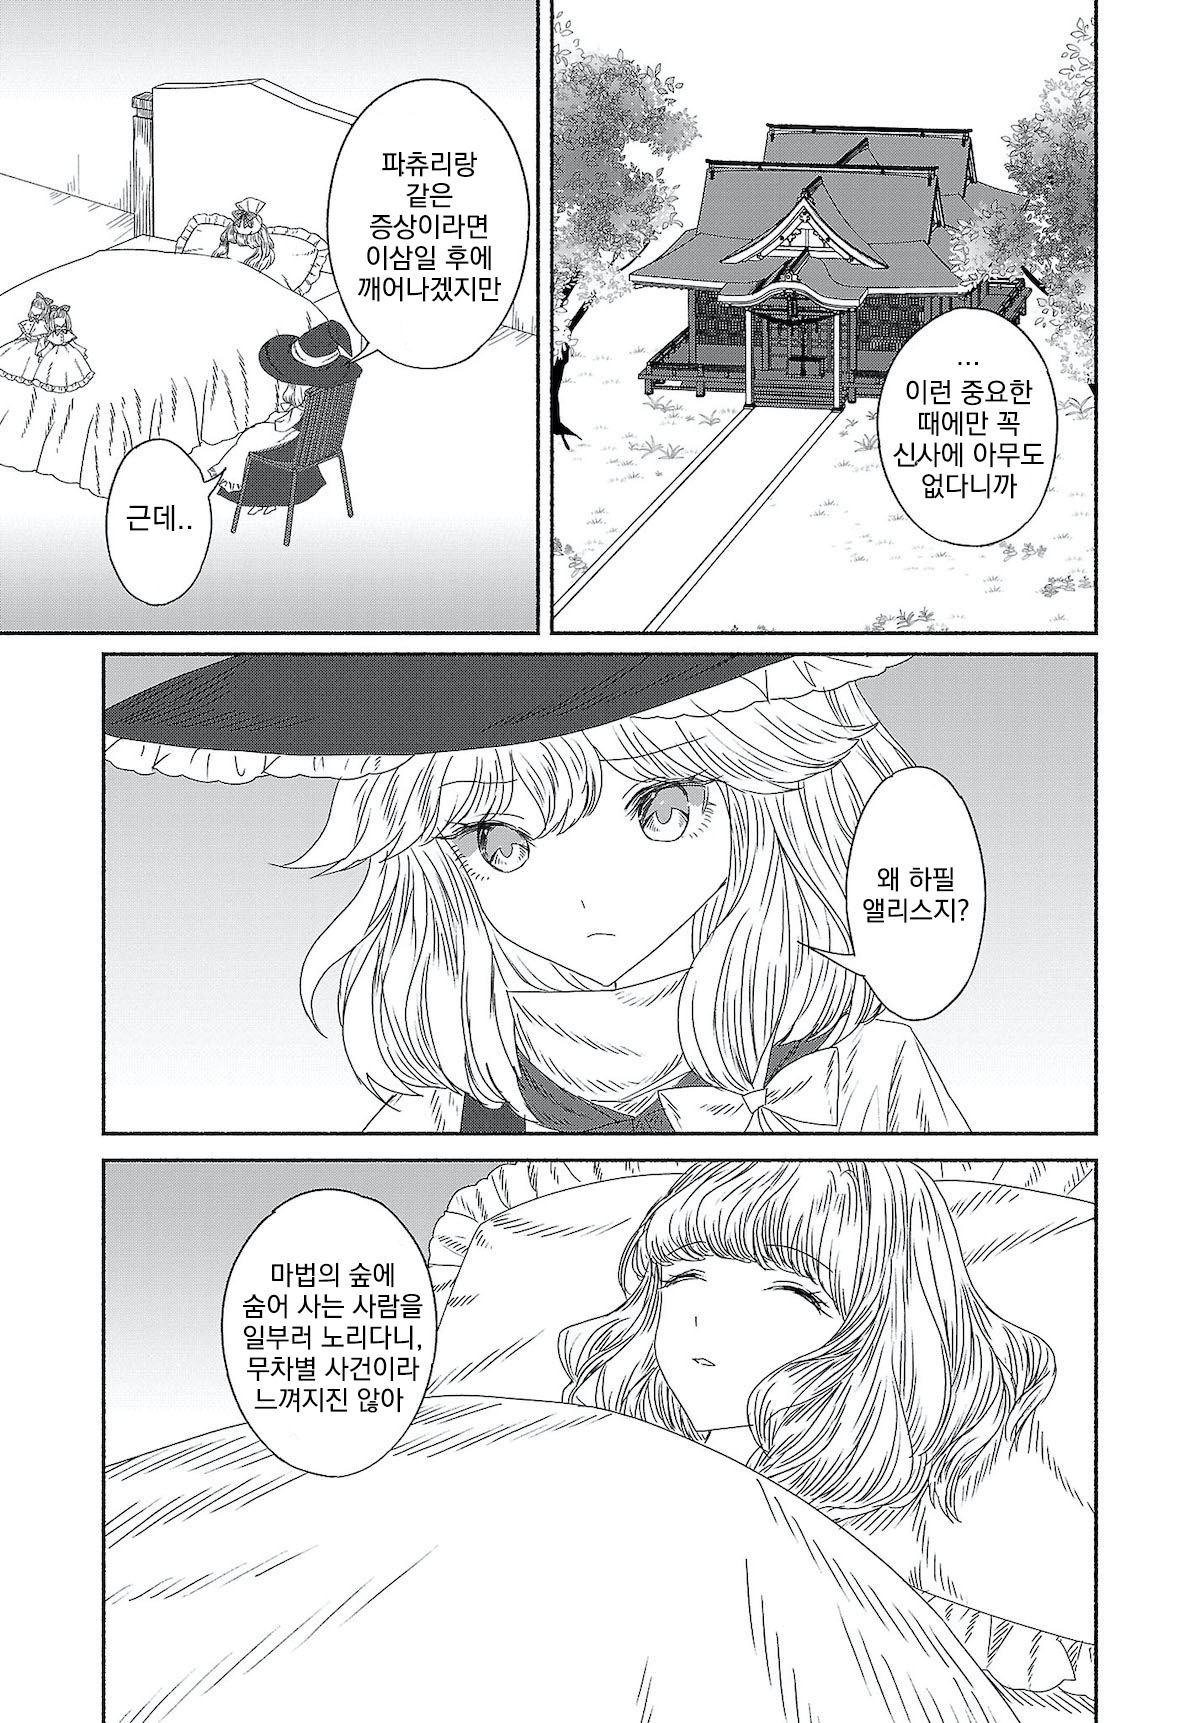 ...
이런 중요한
때에만 꼭
신사에 아무도
없다니까
파츄리랑
같은
증상이라면
이삼일 후에
깨어나겠지만
근데..
왜 하필
앨리스지?
마법의 숲에
숨어 사는 사람을
일부러 노리다니,
무차별 사건이라
느껴지진 않아